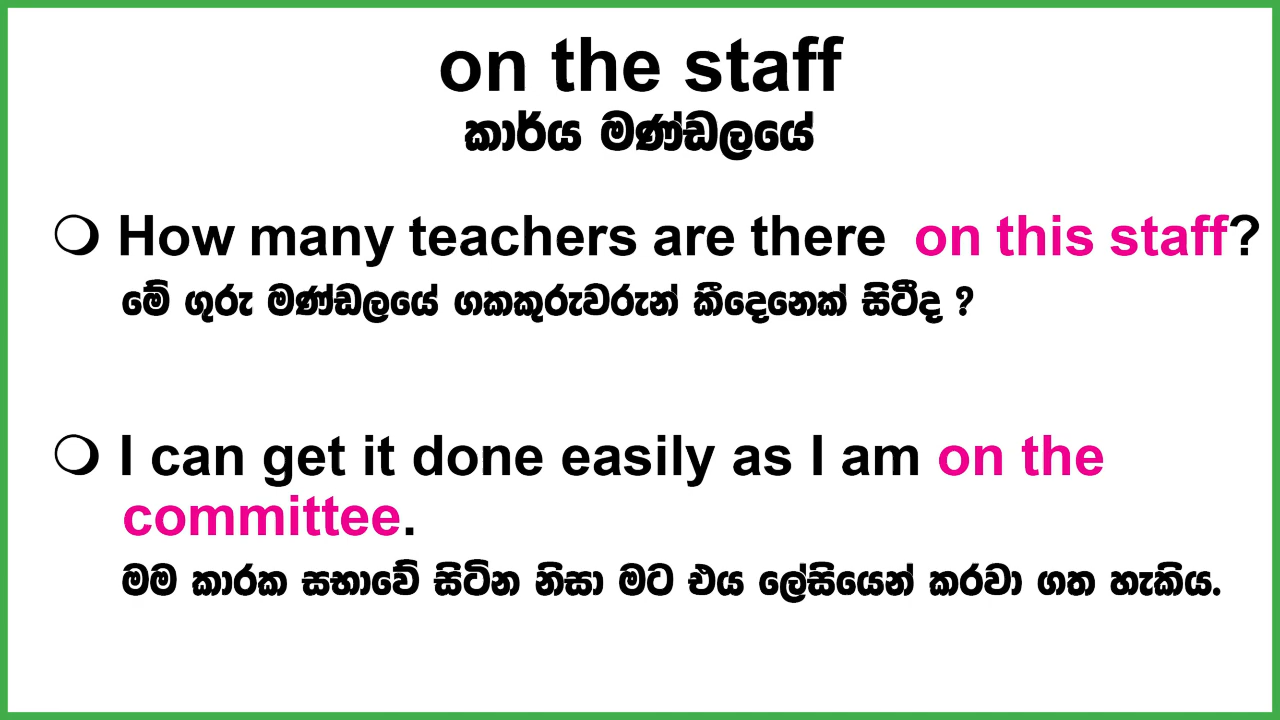 on the staff
කාර්ය මණ්ඩලයේ
❍ How many teachers are there on this staff?
මේ ගුරු මණ්ඩලයේ ගකකුරුවරුන් කීදෙනෙක් සිටීද ?
❍ I can get it done easily as I am on the
committee.
මම කාරක සභාවේ සිටින නිසා මට එය ලේසියෙන් කරවා ගත හැකිය.